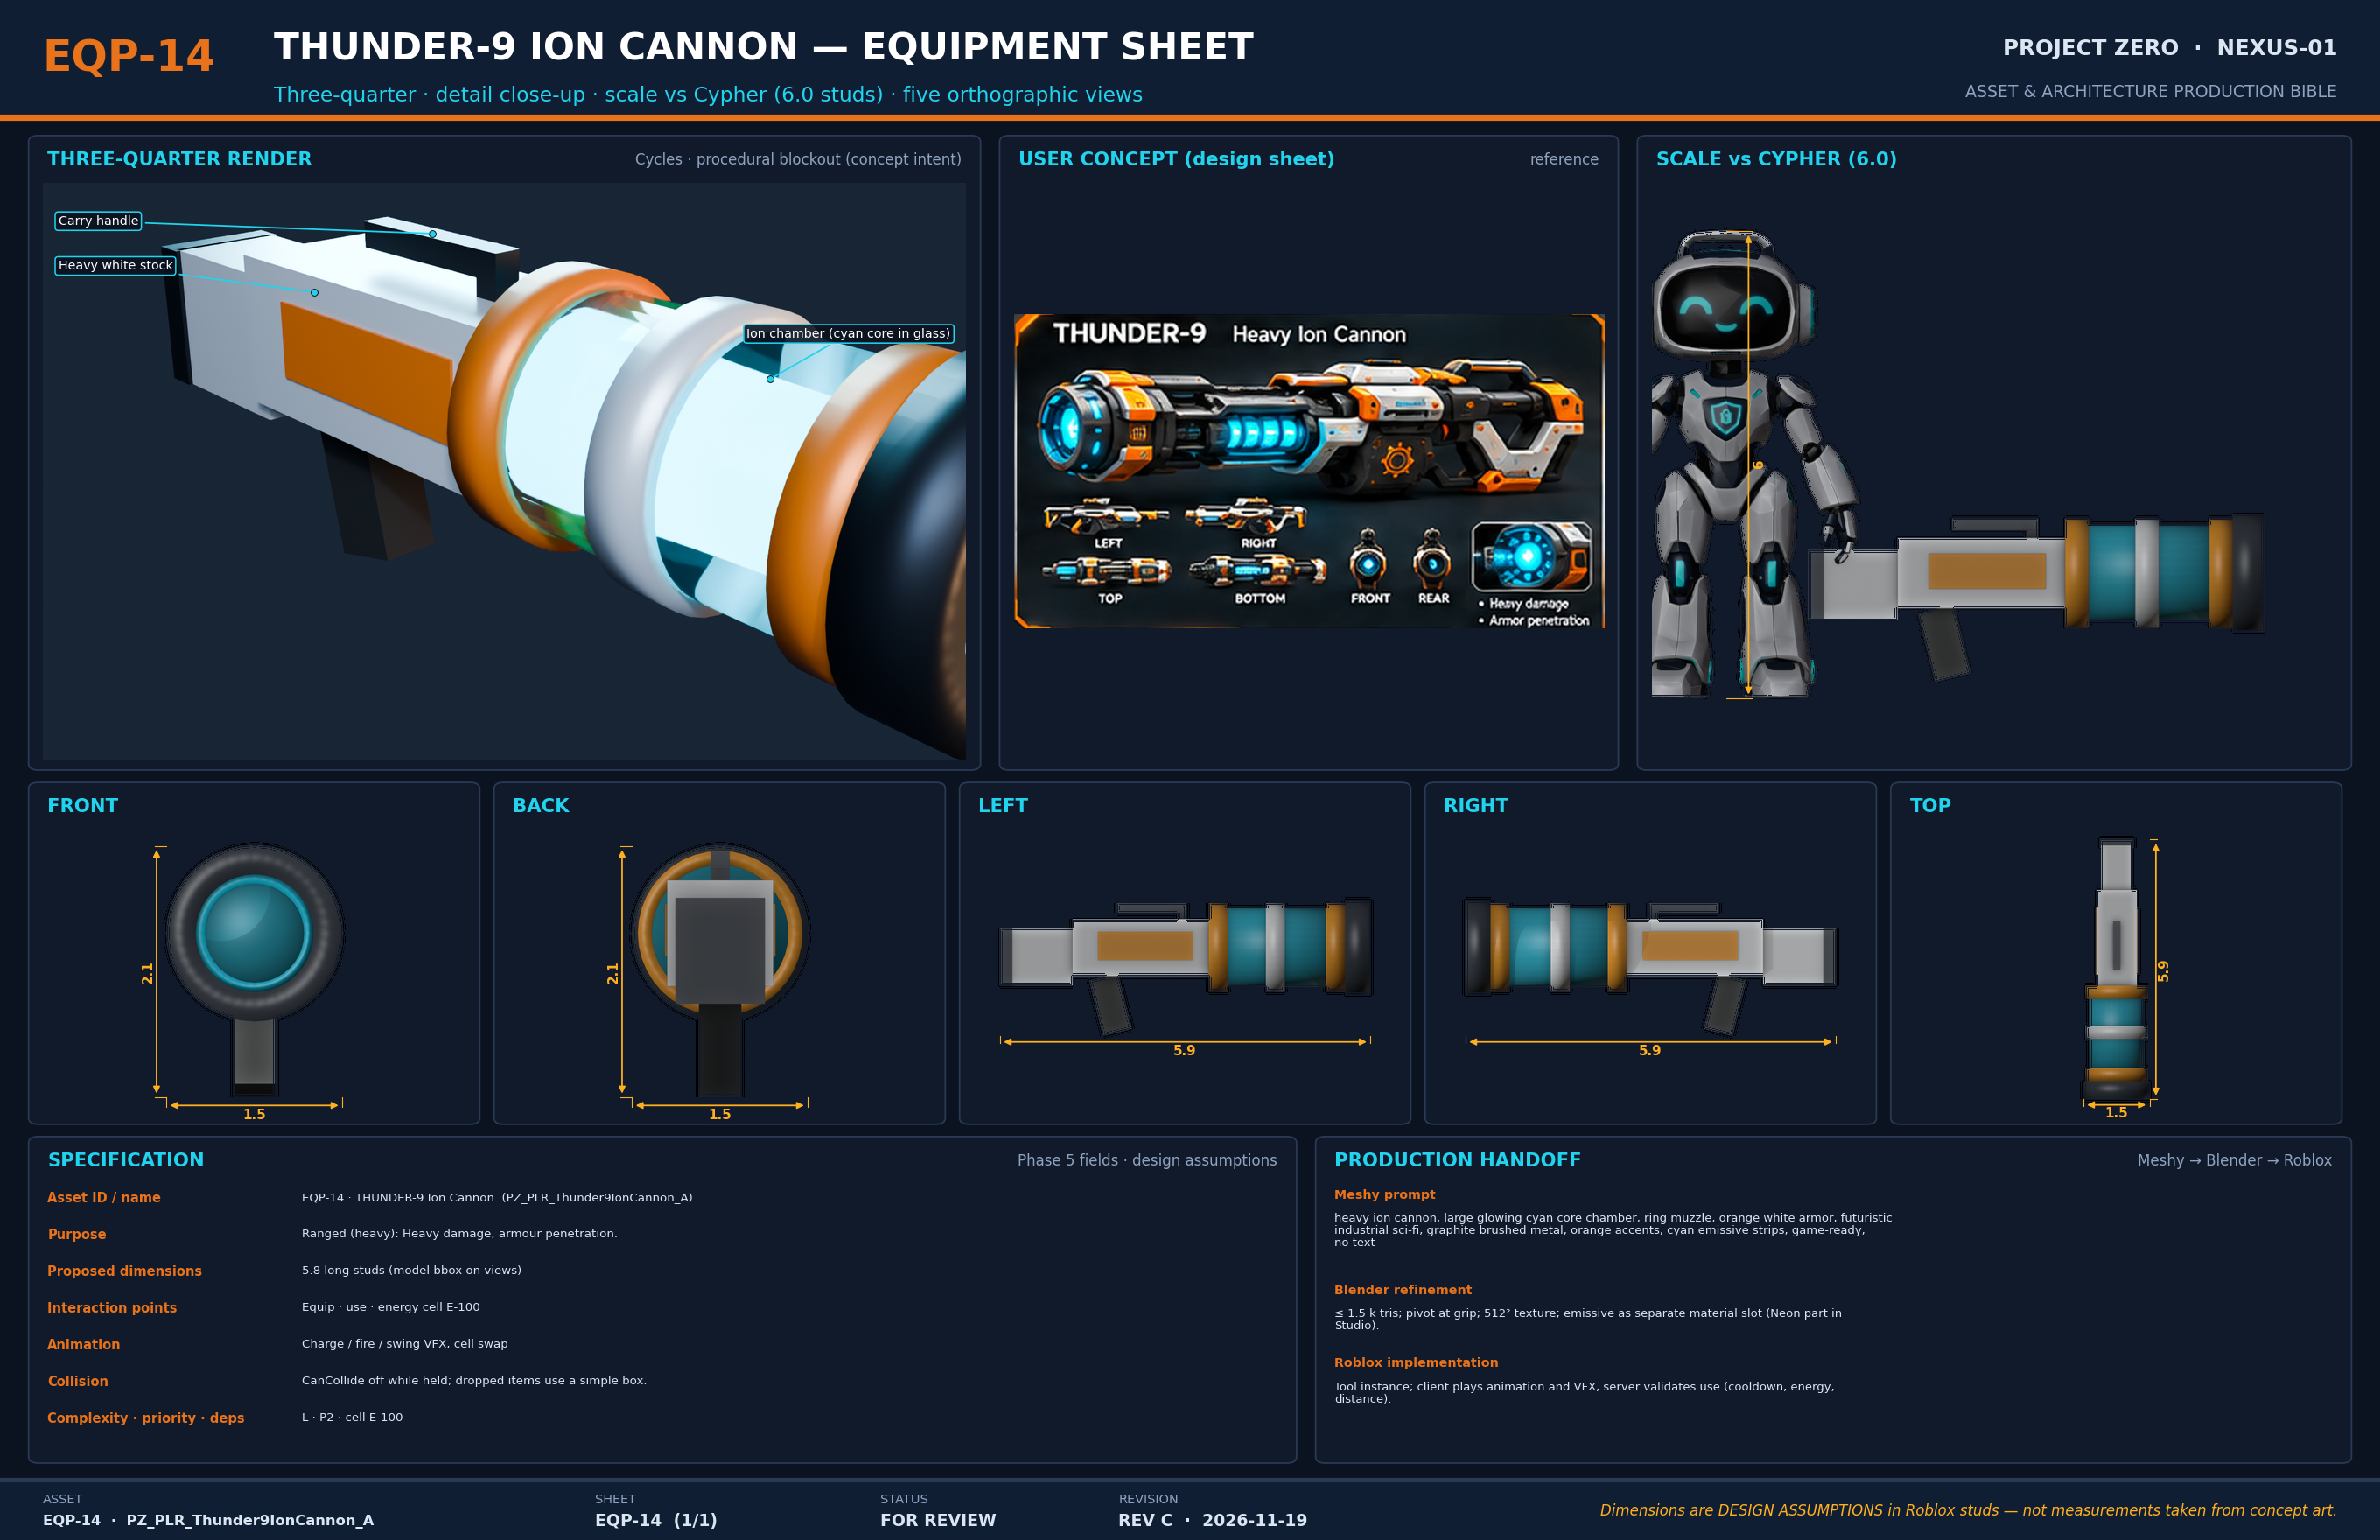 EQP-14
THUNDER-9 ION CANNON — EQUIPMENT SHEET
Three-quarter · detail close-up · scale vs Cypher (6.0 studs) · five orthographic views
PROJECT ZERO · NEXUS-01
ASSET & ARCHITECTURE PRODUCTION BIBLE
THREE-QUARTER RENDER
Cycles · procedural blockout (concept intent)
Carry handle
Heavy white stock
Ion chamber (cyan core in glass)
USER CONCEPT (design sheet)
reference
THUNDER-9 Heavy Ion Cannon
LEFT
RIGHT
TOP
BOTTOM
FRONT
REAR
• Heavy damage
• Armor penetration
SCALE vs CYPHER (6.0)
6
FRONT
2.1
1.5
BACK
2.1
1.5
LEFT
5.9
RIGHT
5.9
TOP
5.9
1.5
SPECIFICATION
Phase 5 fields · design assumptions
Asset ID / name
EQP-14 · THUNDER-9 Ion Cannon (PZ_PLR_Thunder9IonCannon_A)
Purpose
Ranged (heavy): Heavy damage, armour penetration.
Proposed dimensions
5.8 long studs (model bbox on views)
Interaction points
Equip · use · energy cell E-100
Animation
Charge / fire / swing VFX, cell swap
Collision
CanCollide off while held; dropped items use a simple box.
Complexity · priority · deps
L · P2 · cell E-100
PRODUCTION HANDOFF
Meshy → Blender → Roblox
Meshy prompt
heavy ion cannon, large glowing cyan core chamber, ring muzzle, orange white armor, futuristic
industrial sci-fi, graphite brushed metal, orange accents, cyan emissive strips, game-ready,
no text
Blender refinement
≤ 1.5 k tris; pivot at grip; 512² texture; emissive as separate material slot (Neon part in
Studio).
Roblox implementation
Tool instance; client plays animation and VFX, server validates use (cooldown, energy,
distance).
ASSET
EQP-14 · PZ_PLR_Thunder9IonCannon_A
SHEET
EQP-14 (1/1)
STATUS
FOR REVIEW
REVISION
REV C · 2026-11-19
Dimensions are DESIGN ASSUMPTIONS in Roblox studs — not measurements taken from concept art.